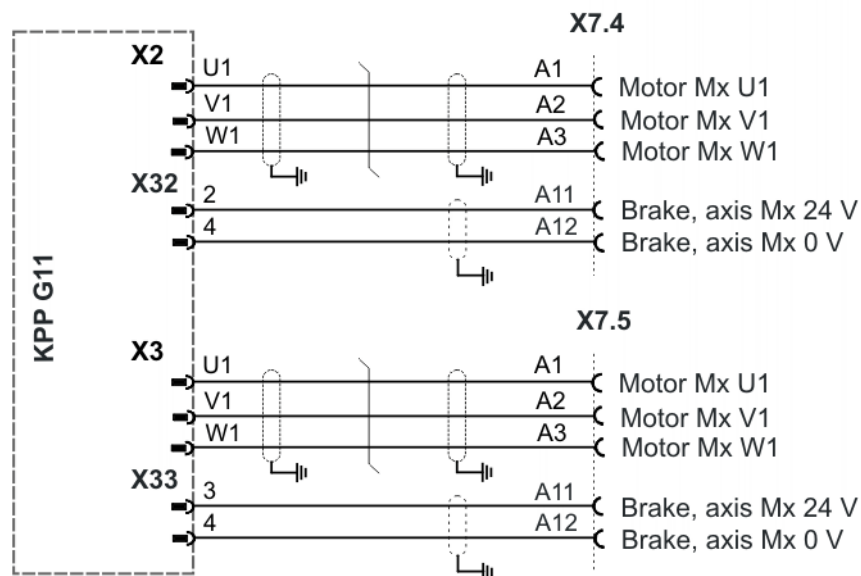 X7.4
X2
U1 A1 Motor Mx U1
V1 A2 Motor Mx V1
W1 A3 Motor Mx W1
X32
2 A11 Brake, axis Mx 24 V
4 A12 Brake, axis Mx 0 V
KPP G11
X7.5
X3
U1 A1 Motor Mx U1
V1 A2 Motor Mx V1
W1 A3 Motor Mx W1
X33
3 A11 Brake, axis Mx 24 V
4 A12 Brake, axis Mx 0 V